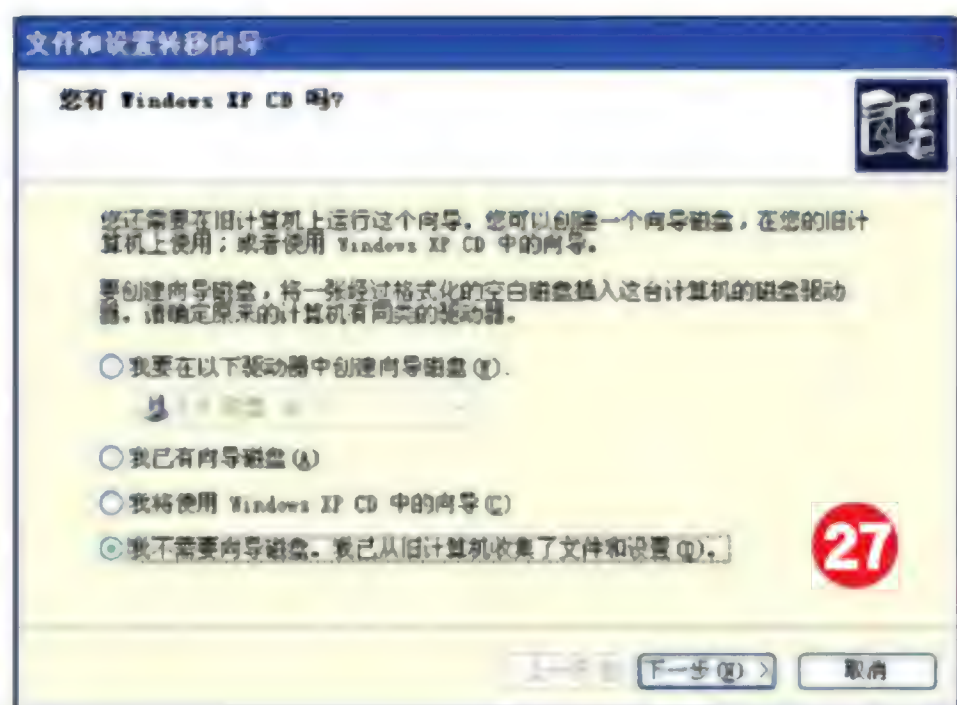 文件和设置转移向导
您有 Windows XP CD 吗?
您还需要在旧计算机上运行这个向导。您可以创建一个向导磁盘，在您的旧计
算机上使用；或者使用 Windows XP CD 中的向导。
要创建向导磁盘，将一张经过格式化的空白磁盘插入这台计算机的磁盘驱动
器。请确定原来的计算机有同类的驱动器。
我要在以下驱动器中创建向导磁盘
我已有向导磁盘(A)
我将使用 Windows XP CD 中的向导(C)
我不需要向导磁盘。我已从旧计算机收集了文件和设置
27
下一步(N) >
取消